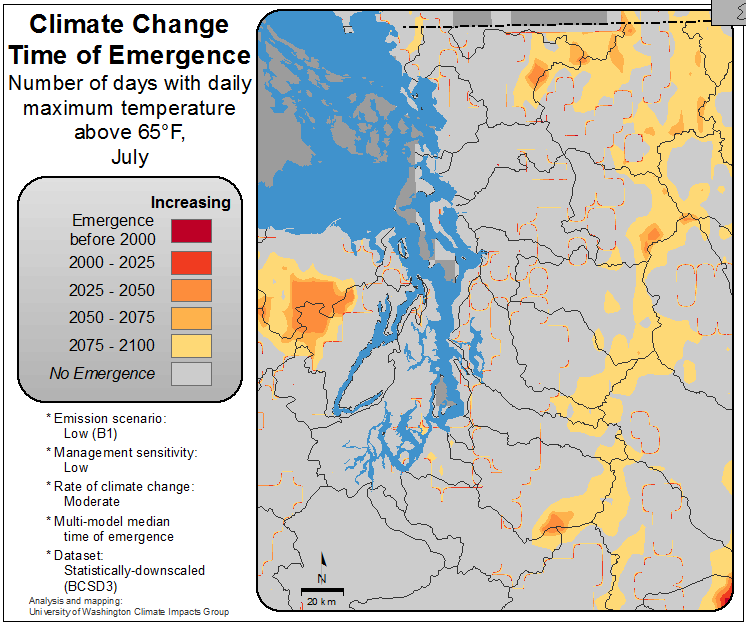 Climate Change
Time of Emergence
Number of days with daily
maximum temperature
above 65°F,
July
Increasing
Emergence
before 2000
2000 - 2025
2025 - 2050
2050 - 2075
2075 - 2100
No Emergence
* Emission scenario:
Low (B1)
* Management sensitivity:
Low
* Rate of climate change:
Moderate
* Multi-model median
time of emergence
* Dataset:
Statistically-downscaled
(BCSD3)
Analysis and mapping:
University of Washington Climate Impacts Group
N
20 km